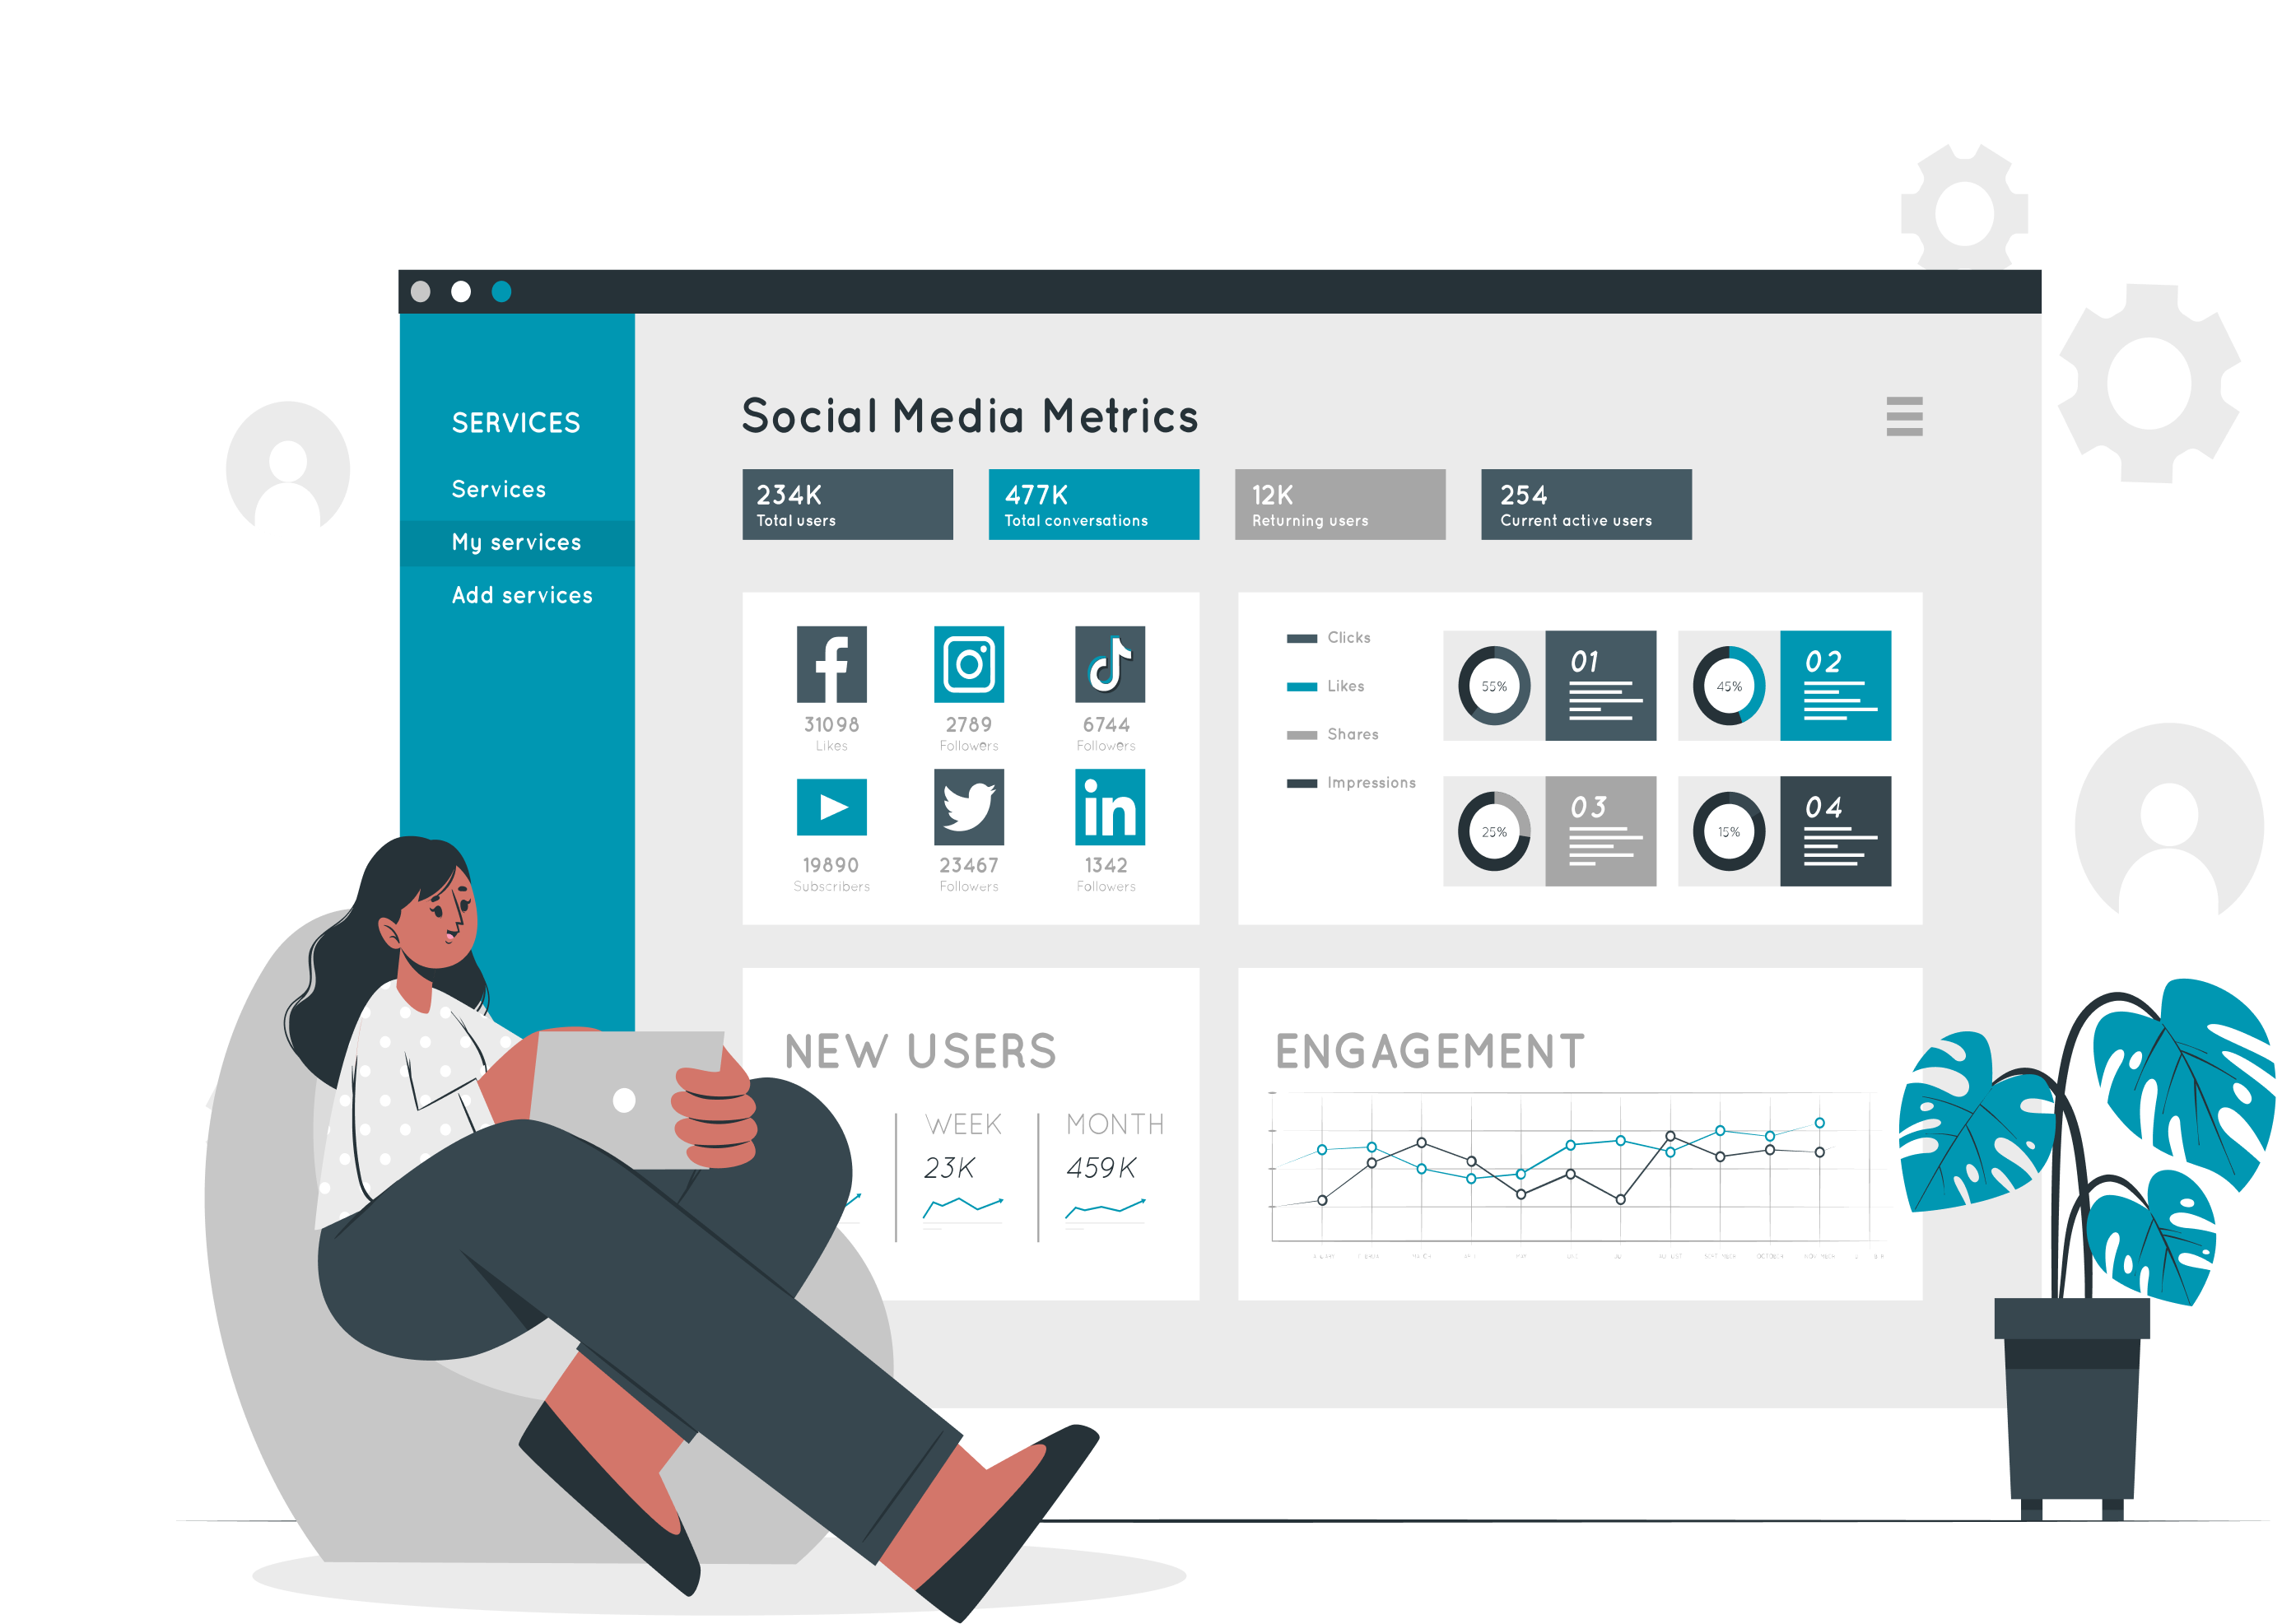 SERVICES
Services
My services
Add services
Social Media Metrics
234K
Total users
477K
Total conversations
12K
Returning users
254
Current active users
31098
Likes
2789
Followers
6744
Followers
19890
Subscribers
23467
Followers
in
1342
Followers
Clicks
Likes
Shares
Impressions
55%
01
45%
02
25%
03
15%
04
NEW USERS
WEEK
23K
MONTH
459K
ENGAGEMENT